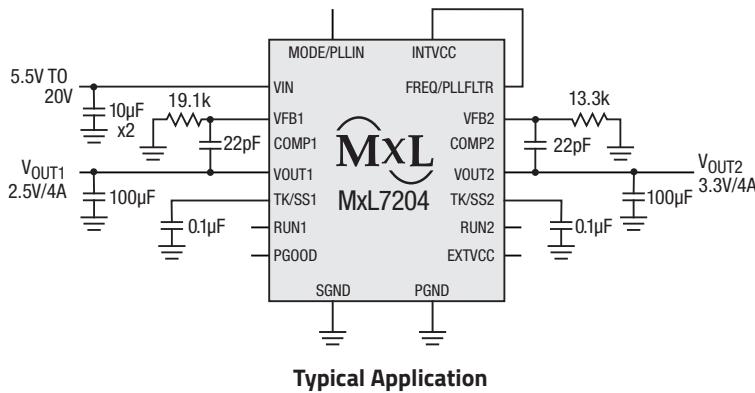 MODE/PLLIN INTVCC
5.5V TO
20V
VIN FREQ/PLLFLTR
10µF
x2
19.1k
VFB1 VFB2
13.3k
22pF
COMP1 COMP2
22pF
MXL
VOUT1
2.5V/4A
VOUT1 VOUT2
VOUT2
3.3V/4A
100µF
TK/SS1 TK/SS2
100µF
MxL7204
0.1µF
RUN1 RUN2
0.1µF
PGOOD EXTVCC
SGND PGND
Typical Application